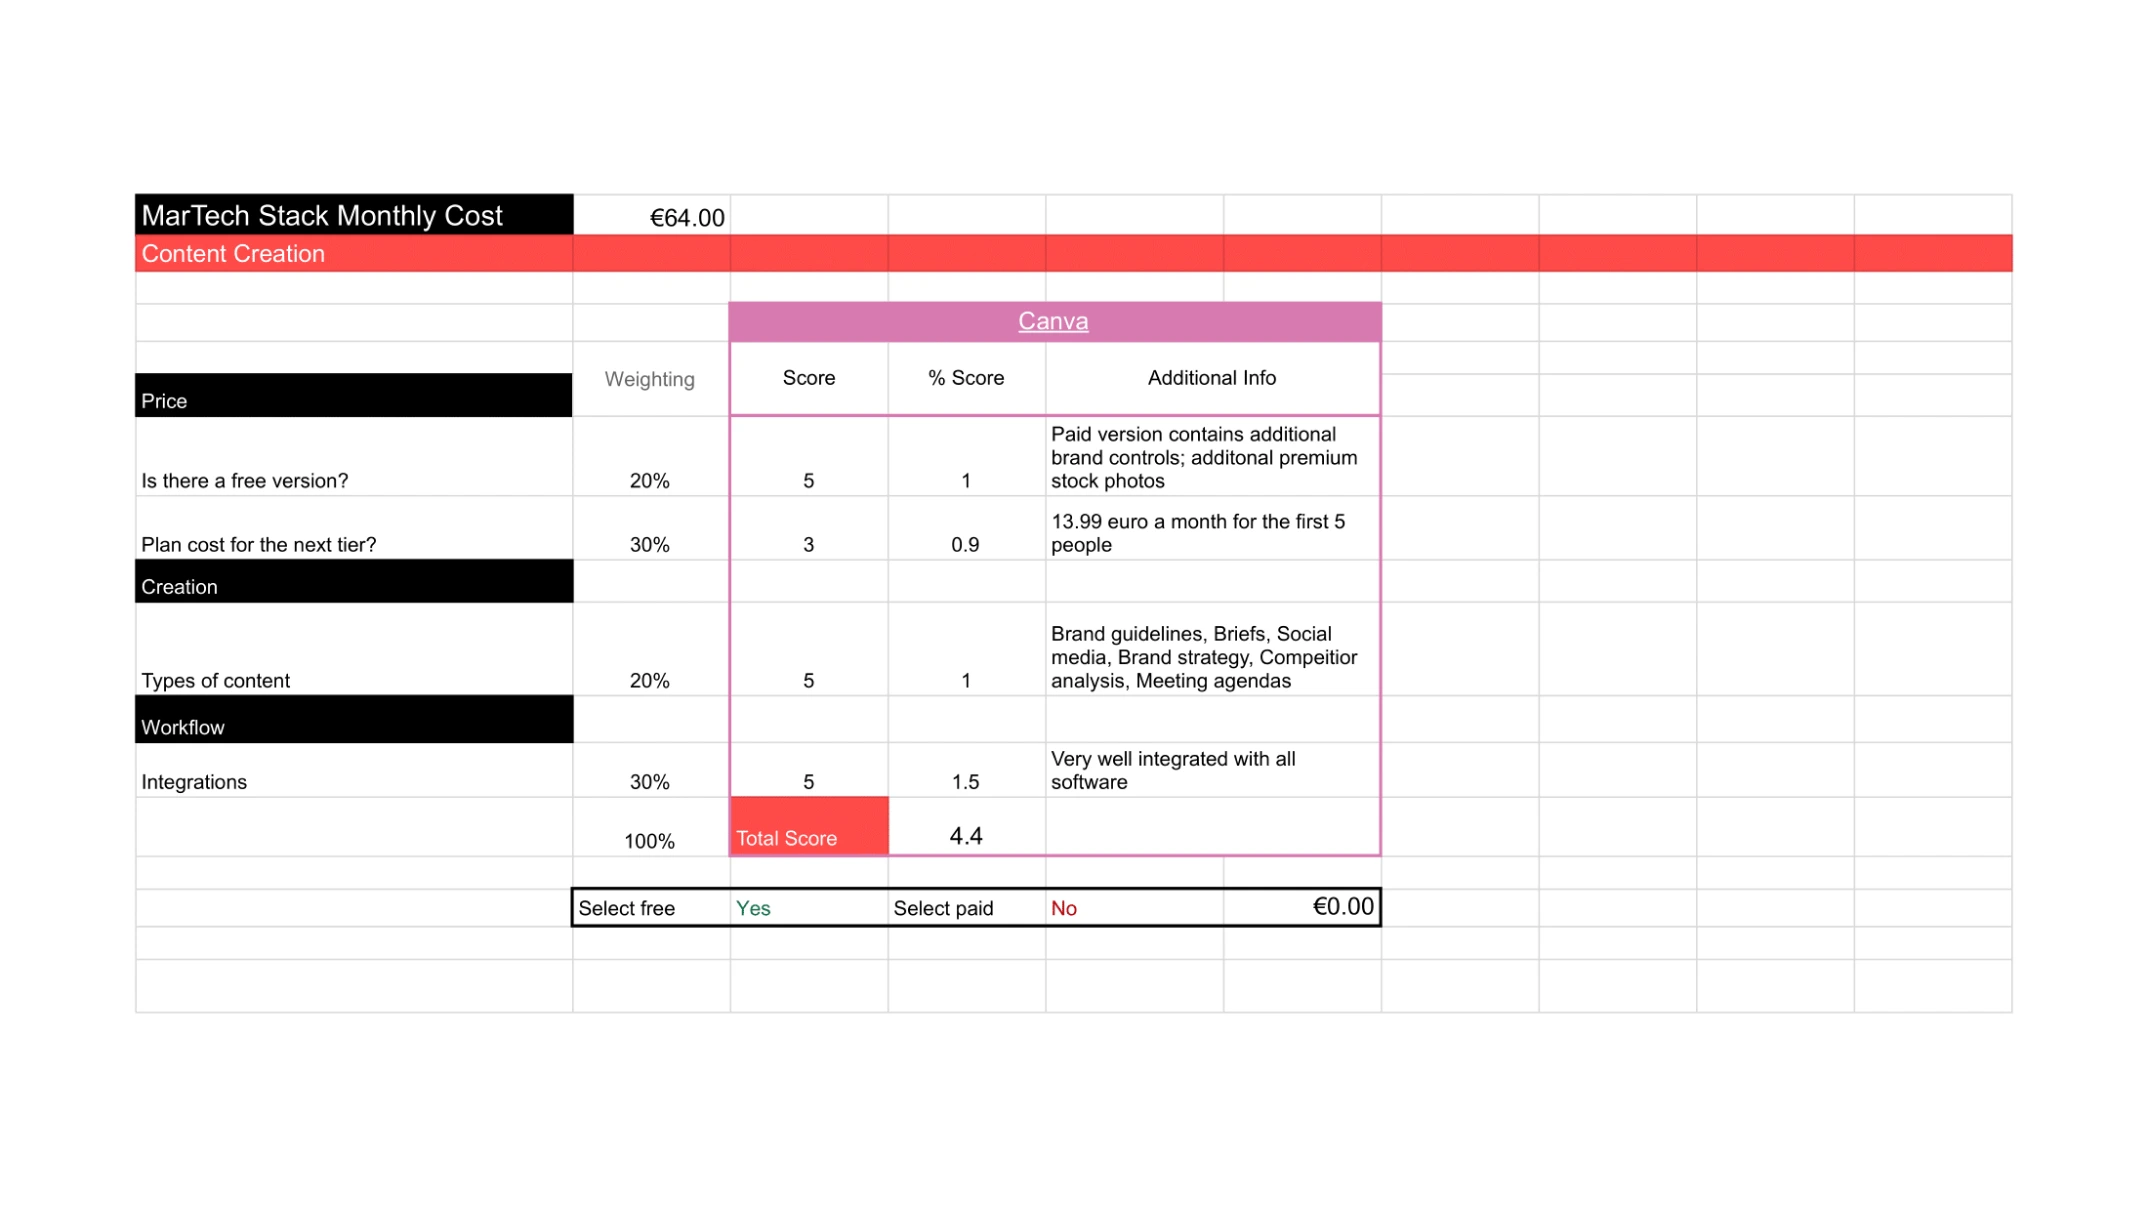 MarTech Stack Monthly Cost €64.00
Content Creation
Canva
Weighting Score % Score Additional Info
Price
Paid version contains additional
brand controls; additonal premium
Is there a free version? 20% 5 1 stock photos
13.99 euro a month for the first 5
Plan cost for the next tier? 30% 3 0.9 people
Creation
Brand guidelines, Briefs, Social
media, Brand strategy, Compeitior
Types of content 20% 5 1 analysis, Meeting agendas
Workflow
Very well integrated with all
Integrations 30% 5 1.5 software
100% Total Score 4.4
Select free Yes Select paid No €0.00